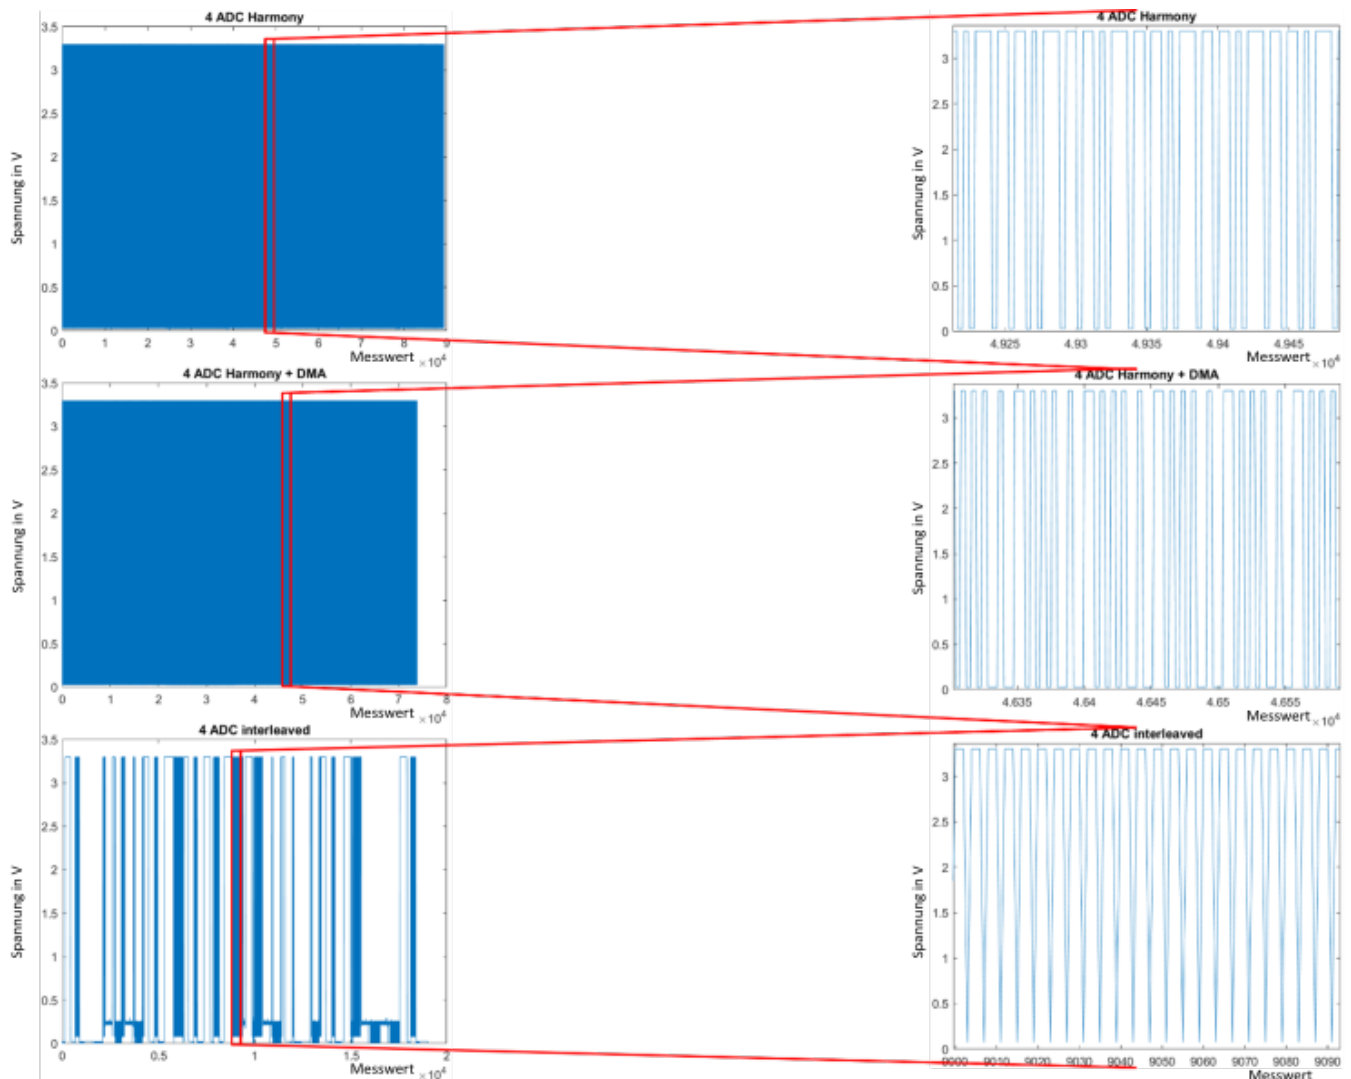 4 ADC Harmony
3.5
3
2.5
2
1.5
1
0.5
0
Spannung in V
0 1 2 3 4 5 6 7 8 9
Messwert ×10⁴
4 ADC Harmony
3
2.5
2
1.5
1
0.5
0
Spannung in V
4.925 4.93 4.935 4.94 4.945
Messwert ×10⁴
4 ADC Harmony + DMA
3.5
3
2.5
2
1.5
1
0.5
0
Spannung in V
0 1 2 3 4 5 6 7 8
Messwert ×10⁴
4 ADC Harmony + DMA
3
2.5
2
1.5
1
0.5
0
Spannung in V
4.635 4.64 4.645 4.65 4.655
Messwert ×10⁴
4 ADC interleaved
3.5
3
2.5
2
1.5
1
0.5
0
Spannung in V
0 0.5 1 1.5 2
Messwert ×10⁴
4 ADC interleaved
3
2.5
2
1.5
1
0.5
0
Spannung in V
9000 9010 9020 9030 9040 9050 9060 9070 9080 9090
Messwert